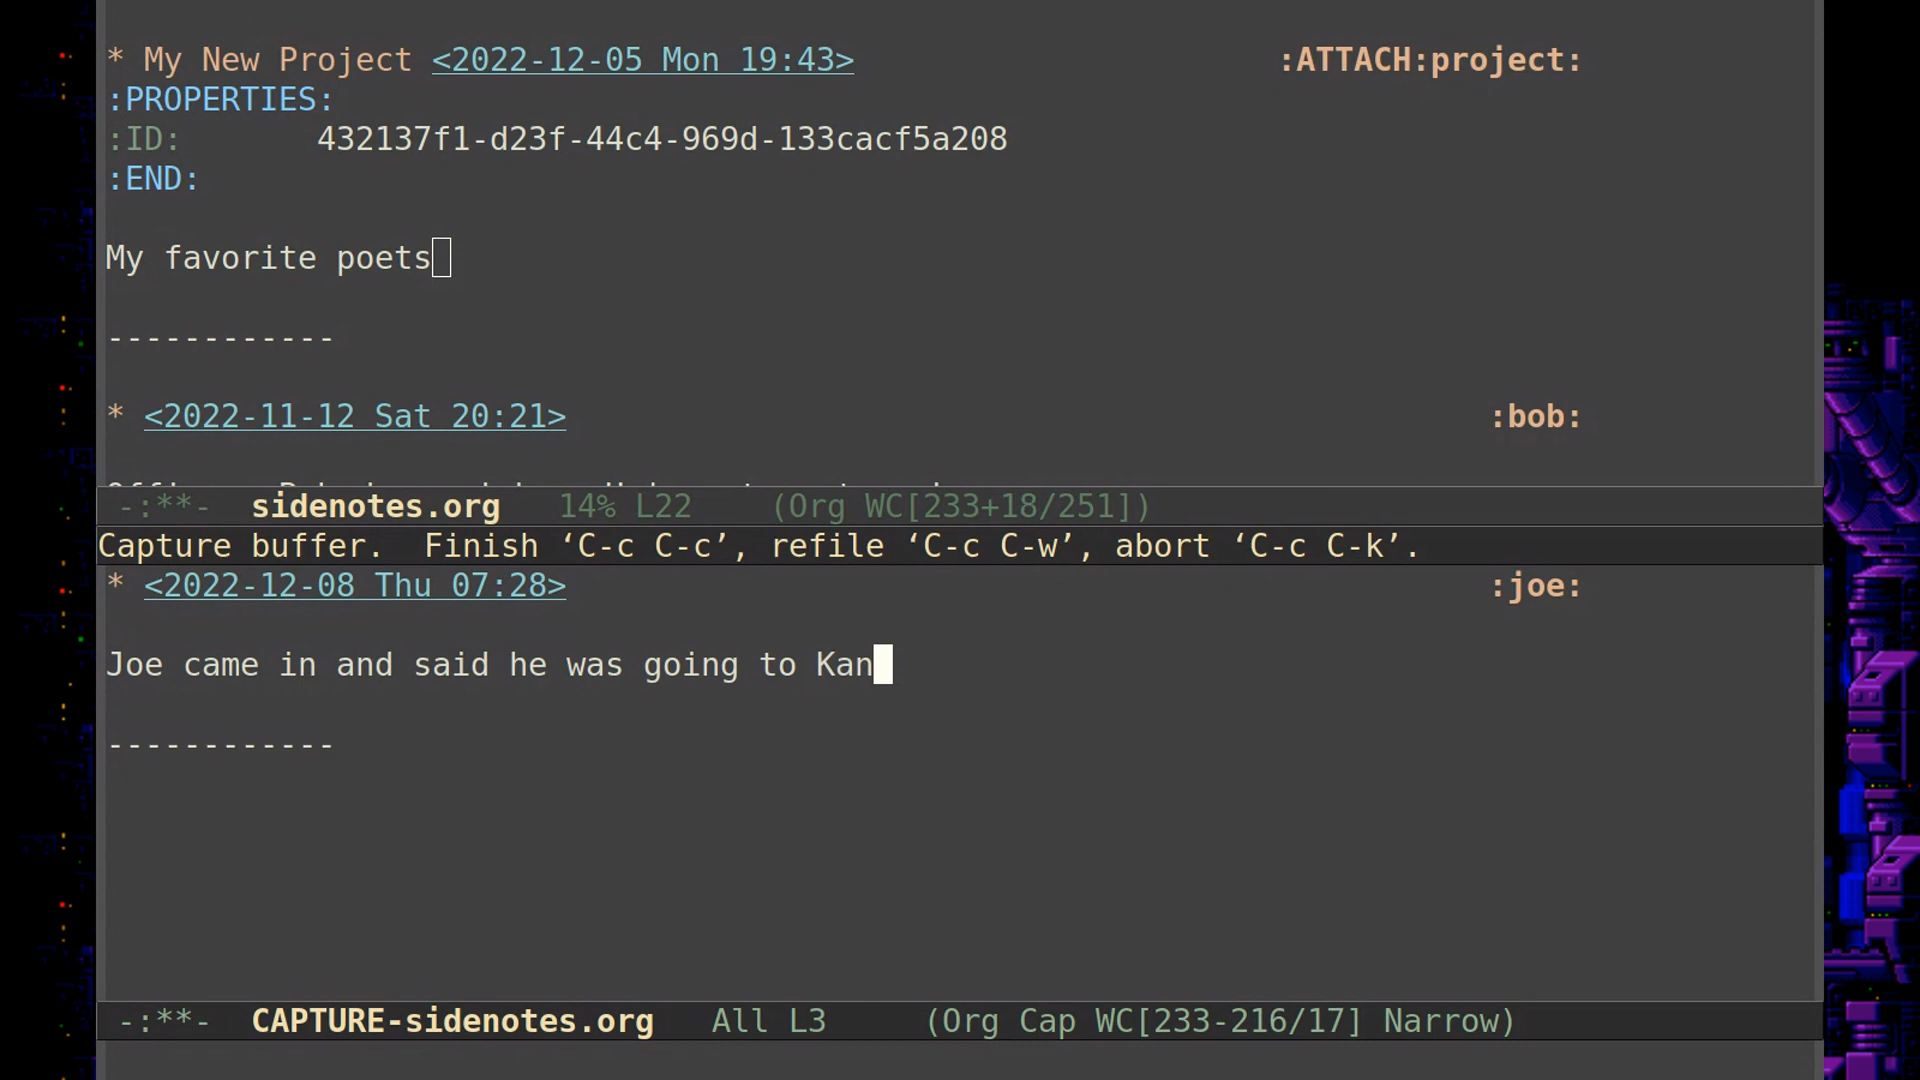 * My New Project <2022-12-05 Mon 19:43> :ATTACH:project:
:PROPERTIES:
:ID: 432137f1-d23f-44c4-969d-133cacf5a208
:END:
My favorite poets
------------
* <2022-11-12 Sat 20:21> :bob:
-:**- sidenotes.org 14% L22 (Org WC[233+18/251])
Capture buffer. Finish ‘C-c C-c’, refile ‘C-c C-w’, abort ‘C-c C-k’.
* <2022-12-08 Thu 07:28> :joe:
Joe came in and said he was going to Kan
------------
-:**- CAPTURE-sidenotes.org All L3 (Org Cap WC[233-216/17] Narrow)